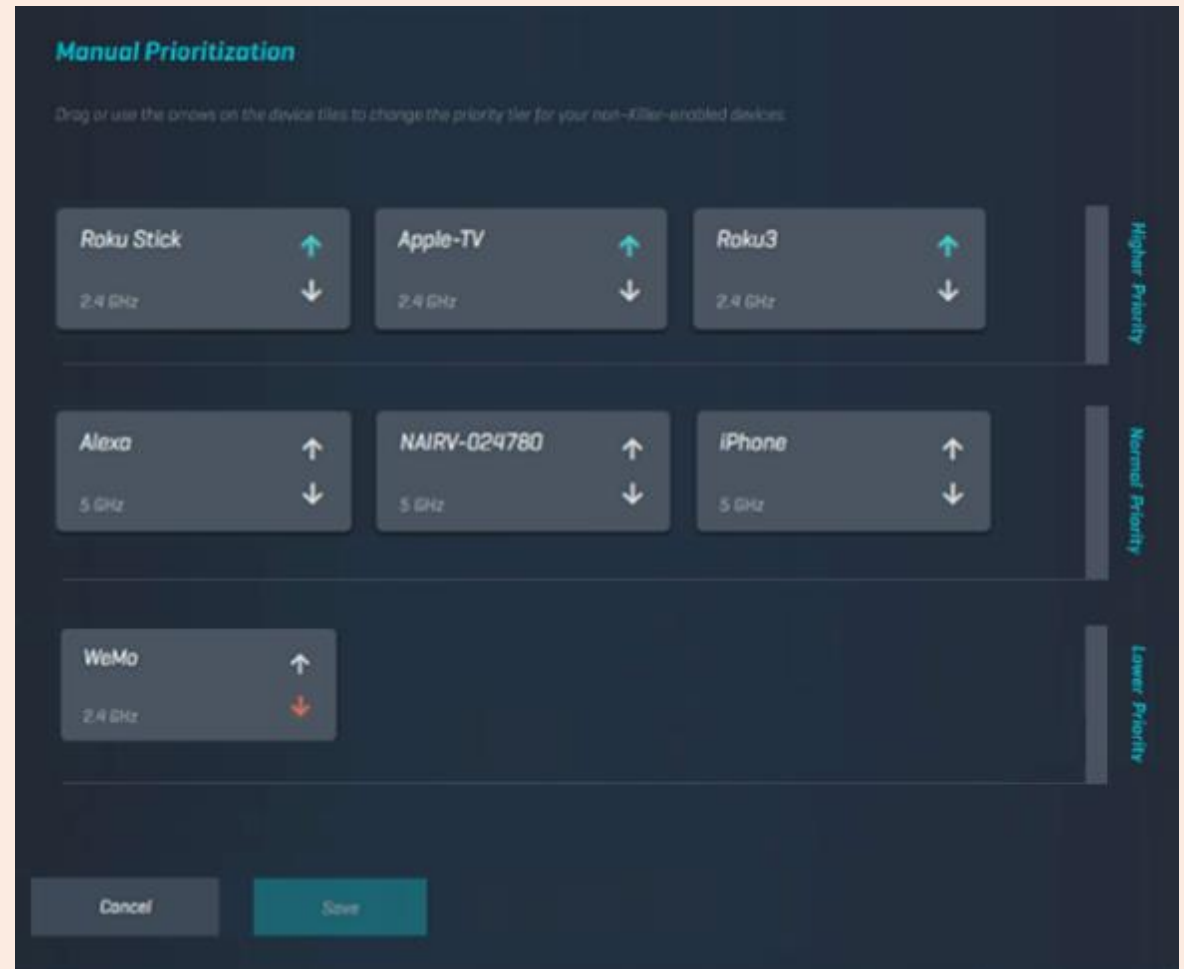 Manual Prioritization
Drag or use the arrows on the device tiles to change the priority tier for your non-Killer-enabled devices.
Roku Stick
2.4 GHz
Apple-TV
2.4 GHz
Roku3
2.4 GHz
Higher Priority
Alexa
5 GHz
NAIRV-024780
5 GHz
iPhone
5 GHz
Normal Priority
WeMo
2.4 GHz
Lower Priority
Cancel
Save